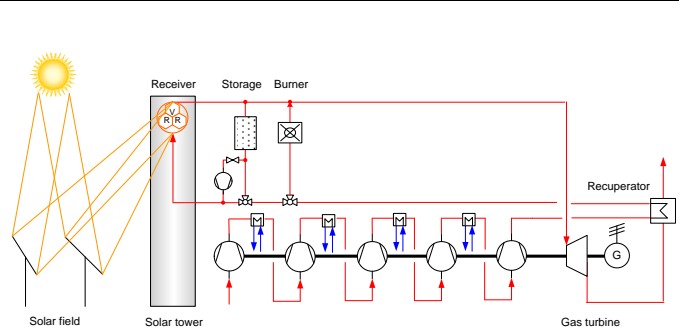 Receiver
Storage
Burner
V
R R
Recuperator
M
M
M
M
G
Solar field
Solar tower
Gas turbine